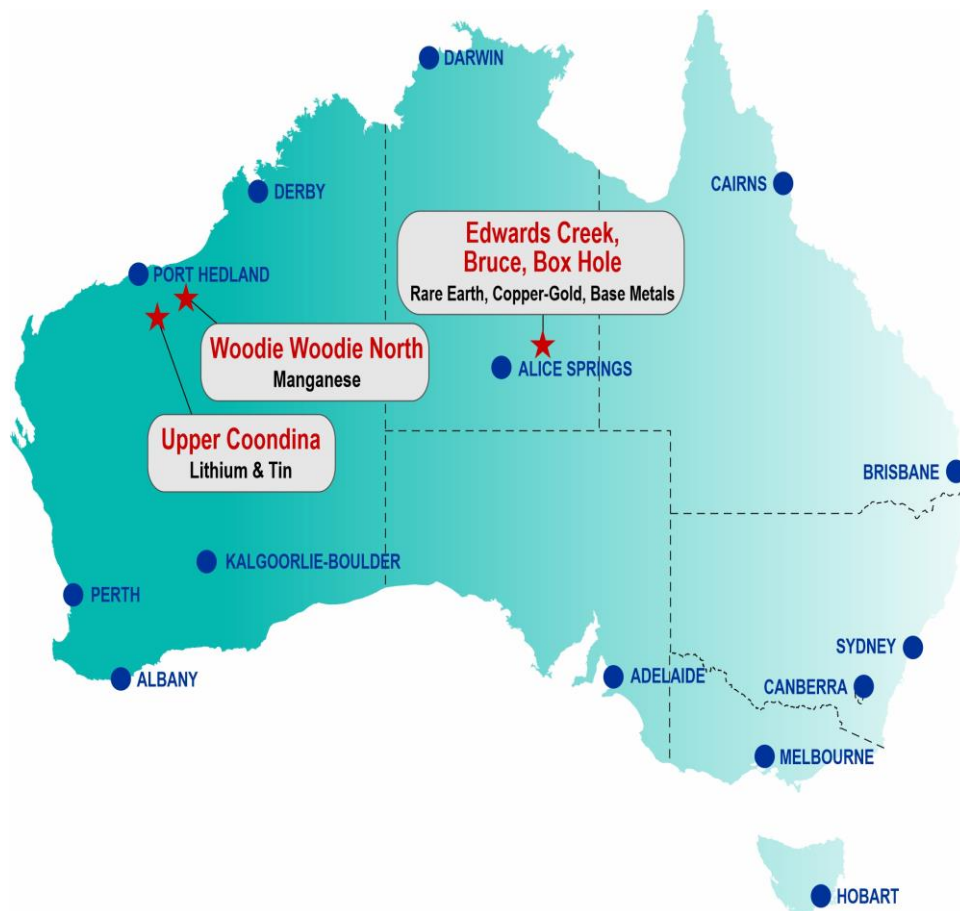 DARWIN
CAIRNS
DERBY
Edwards Creek,
Bruce, Box Hole
Rare Earth, Copper-Gold, Base Metals
PORT HEDLAND
Woodie Woodie North
Manganese
ALICE SPRINGS
Upper Coondina
Lithium & Tin
BRISBANE
KALGOORLIE-BOULDER
PERTH
SYDNEY
ALBANY
ADELAIDE
CANBERRA
MELBOURNE
HOBART